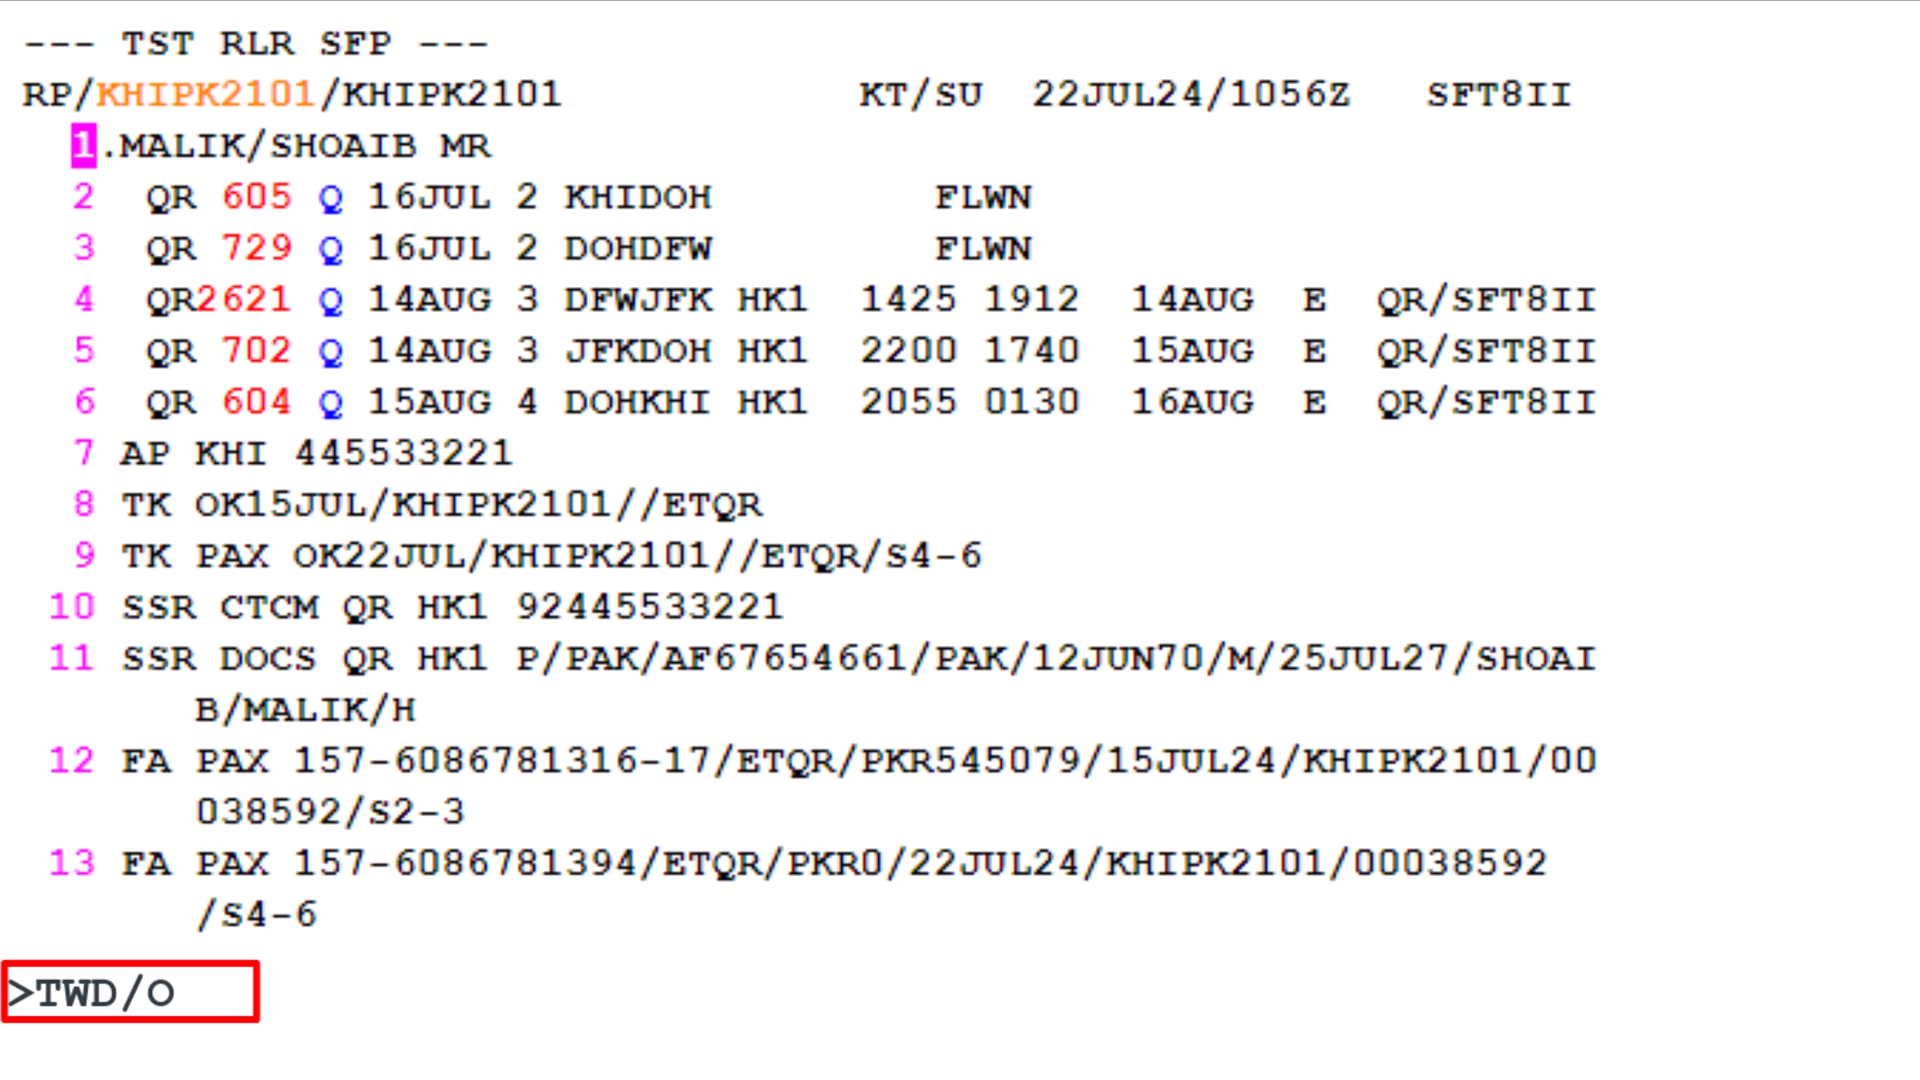 --- TST RLR SFP ---
RP/KHIPK2101/KHIPK2101 KT/SU 22JUL24/1056Z SFT8II
1.MALIK/SHOAIB MR
2 QR 605 Q 16JUL 2 KHIDOH FLWN
3 QR 729 Q 16JUL 2 DOHDFW FLWN
4 QR2621 Q 14AUG 3 DFWJFK HK1 1425 1912 14AUG E QR/SFT8II
5 QR 702 Q 14AUG 3 JFKDOH HK1 2200 1740 15AUG E QR/SFT8II
6 QR 604 Q 15AUG 4 DOHKHI HK1 2055 0130 16AUG E QR/SFT8II
7 AP KHI 445533221
8 TK OK15JUL/KHIPK2101//ETQR
9 TK PAX OK22JUL/KHIPK2101//ETQR/S4-6
10 SSR CTCM QR HK1 92445533221
11 SSR DOCS QR HK1 P/PAK/AF67654661/PAK/12JUN70/M/25JUL27/SHOAI
B/MALIK/H
12 FA PAX 157-6086781316-17/ETQR/PKR545079/15JUL24/KHIPK2101/00
038592/S2-3
13 FA PAX 157-6086781394/ETQR/PKR0/22JUL24/KHIPK2101/00038592
/S4-6
>TWD/O